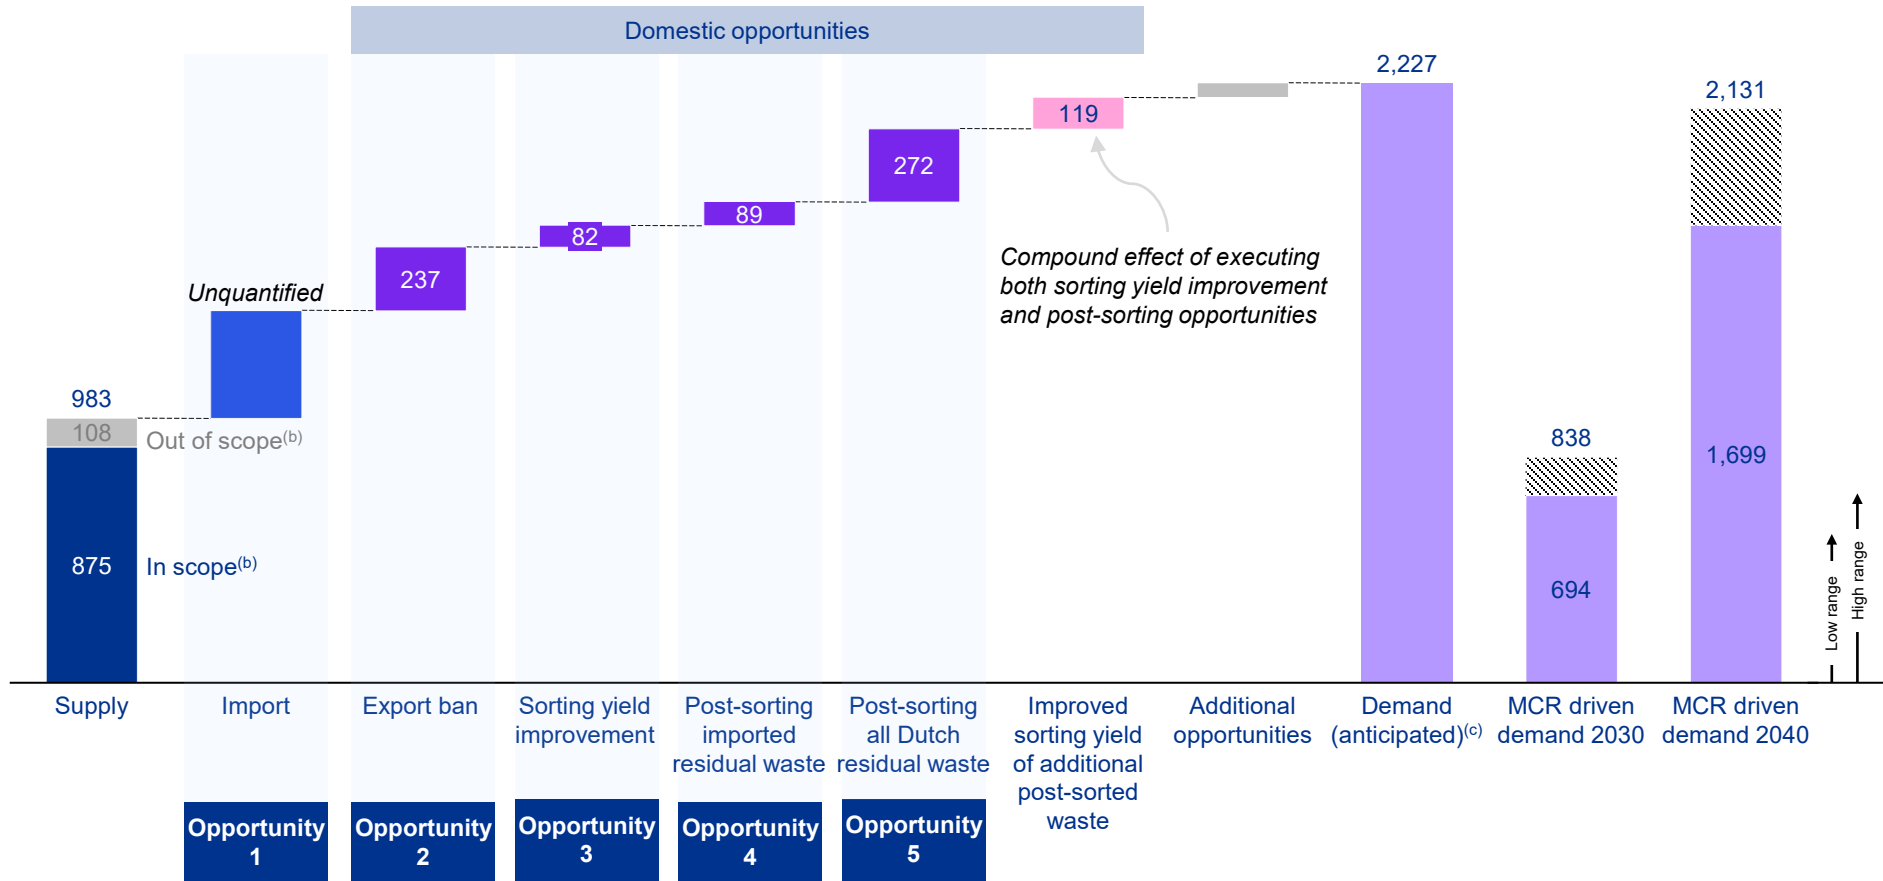 Domestic opportunities
2,227
2,131
119
272
89
82
237
Unquantified
Compound effect of executing
both sorting yield improvement
and post-sorting opportunities
983
108
Out of scope(b)
875
In scope(b)
838
694
1,699
Low range
High range
Supply
Import
Export ban
Sorting yield
improvement
Post-sorting
imported
residual waste
Post-sorting
all Dutch
residual waste
Improved
sorting yield
of additional
post-sorted
waste
Additional
opportunities
Demand
(anticipated)(c)
MCR driven
demand 2030
MCR driven
demand 2040
Opportunity
1
Opportunity
2
Opportunity
3
Opportunity
4
Opportunity
5